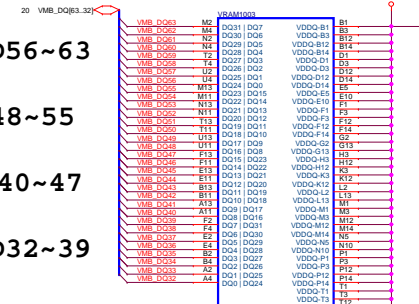 20 VMB_DQ[63..32]
VRAM1003
VMB_DQ63 M2 DQ31 | DQ7 VDDQ-B1 B1
VMB_DQ62 M4 DQ30 | DQ6 VDDQ-B3 B3
VMB_DQ61 N2 DQ29 | DQ5 VDDQ-B12 B12
VMB_DQ60 N4 DQ28 | DQ4 VDDQ-B14 B14
D56~63
VMB_DQ59 T2 DQ27 | DQ3 VDDQ-D1 D1
VMB_DQ58 T4 DQ26 | DQ2 VDDQ-D3 D3
VMB_DQ57 U2 DQ25 | DQ1 VDDQ-D12 D12
VMB_DQ56 U4 DQ24 | DQ0 VDDQ-D14 D14
VMB_DQ55 M13 DQ23 | DQ15 VDDQ-E5 E5
VMB_DQ54 M11 DQ22 | DQ14 VDDQ-E10 E10
VMB_DQ53 N13 DQ21 | DQ13 VDDQ-F1 F1
VMB_DQ52 N11 DQ20 | DQ12 VDDQ-F3 F3
48~55
VMB_DQ51 T13 DQ19 | DQ11 VDDQ-F12 F12
VMB_DQ50 T11 DQ18 | DQ10 VDDQ-F14 F14
VMB_DQ49 U13 DQ17 | DQ9 VDDQ-G2 G2
VMB_DQ48 U11 DQ16 | DQ8 VDDQ-G13 G13
VMB_DQ47 F13 DQ15 | DQ23 VDDQ-H3 H3
VMB_DQ46 F11 DQ14 | DQ22 VDDQ-H12 H12
VMB_DQ45 E13 DQ13 | DQ21 VDDQ-K3 K3
VMB_DQ44 E11 DQ12 | DQ20 VDDQ-K12 K12
40~47
VMB_DQ43 B13 DQ11 | DQ19 VDDQ-L2 L2
VMB_DQ42 B11 DQ10 | DQ18 VDDQ-L13 L13
VMB_DQ41 A13 DQ9 | DQ17 VDDQ-M1 M1
VMB_DQ40 A11 DQ8 | DQ16 VDDQ-M3 M3
VMB_DQ39 F2 DQ7 | DQ31 VDDQ-M12 M12
VMB_DQ38 F4 DQ6 | DQ30 VDDQ-M14 M14
VMB_DQ37 E2 DQ5 | DQ29 VDDQ-N5 N5
VMB_DQ36 E4 DQ4 | DQ28 VDDQ-N10 N10
D32~39
VMB_DQ35 B2 DQ3 | DQ27 VDDQ-P1 P1
VMB_DQ34 B4 DQ2 | DQ26 VDDQ-P3 P3
VMB_DQ33 A2 DQ1 | DQ25 VDDQ-P12 P12
VMB_DQ32 A4 DQ0 | DQ24 VDDQ-P14 P14
VDDQ-T1 T1
VDDQ-T3 T3
T12